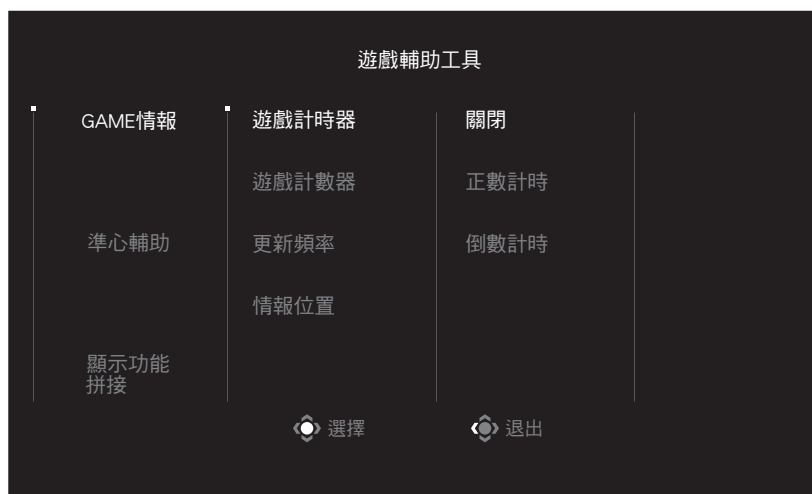 遊戲輔助工具
GAME情報
遊戲計時器
關閉
遊戲計數器
正數計時
準心輔助
更新頻率
倒數計時
情報位置
顯示功能
拼接
選擇
退出